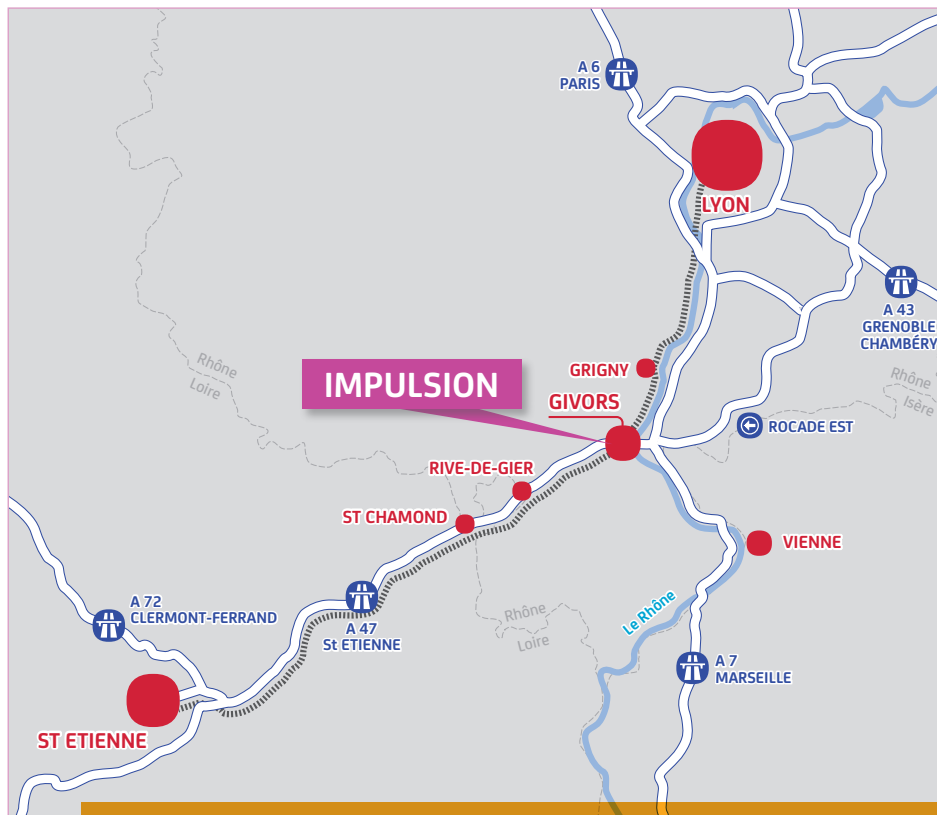 A 6
PARIS
LYON
A 43
GRENOBLE
CHAMBÉRY
Rhône
Loire
IMPULSION
GRIGNY
GIVORS
Rhône
Isère
ROCADE EST
RIVE-DE-GIER
ST CHAMOND
VIENNE
A 72
CLERMONT-FERRAND
A 47
St ETIENNE
Rhône
Loire
Le Rhône
A 7
MARSEILLE
ST ETIENNE